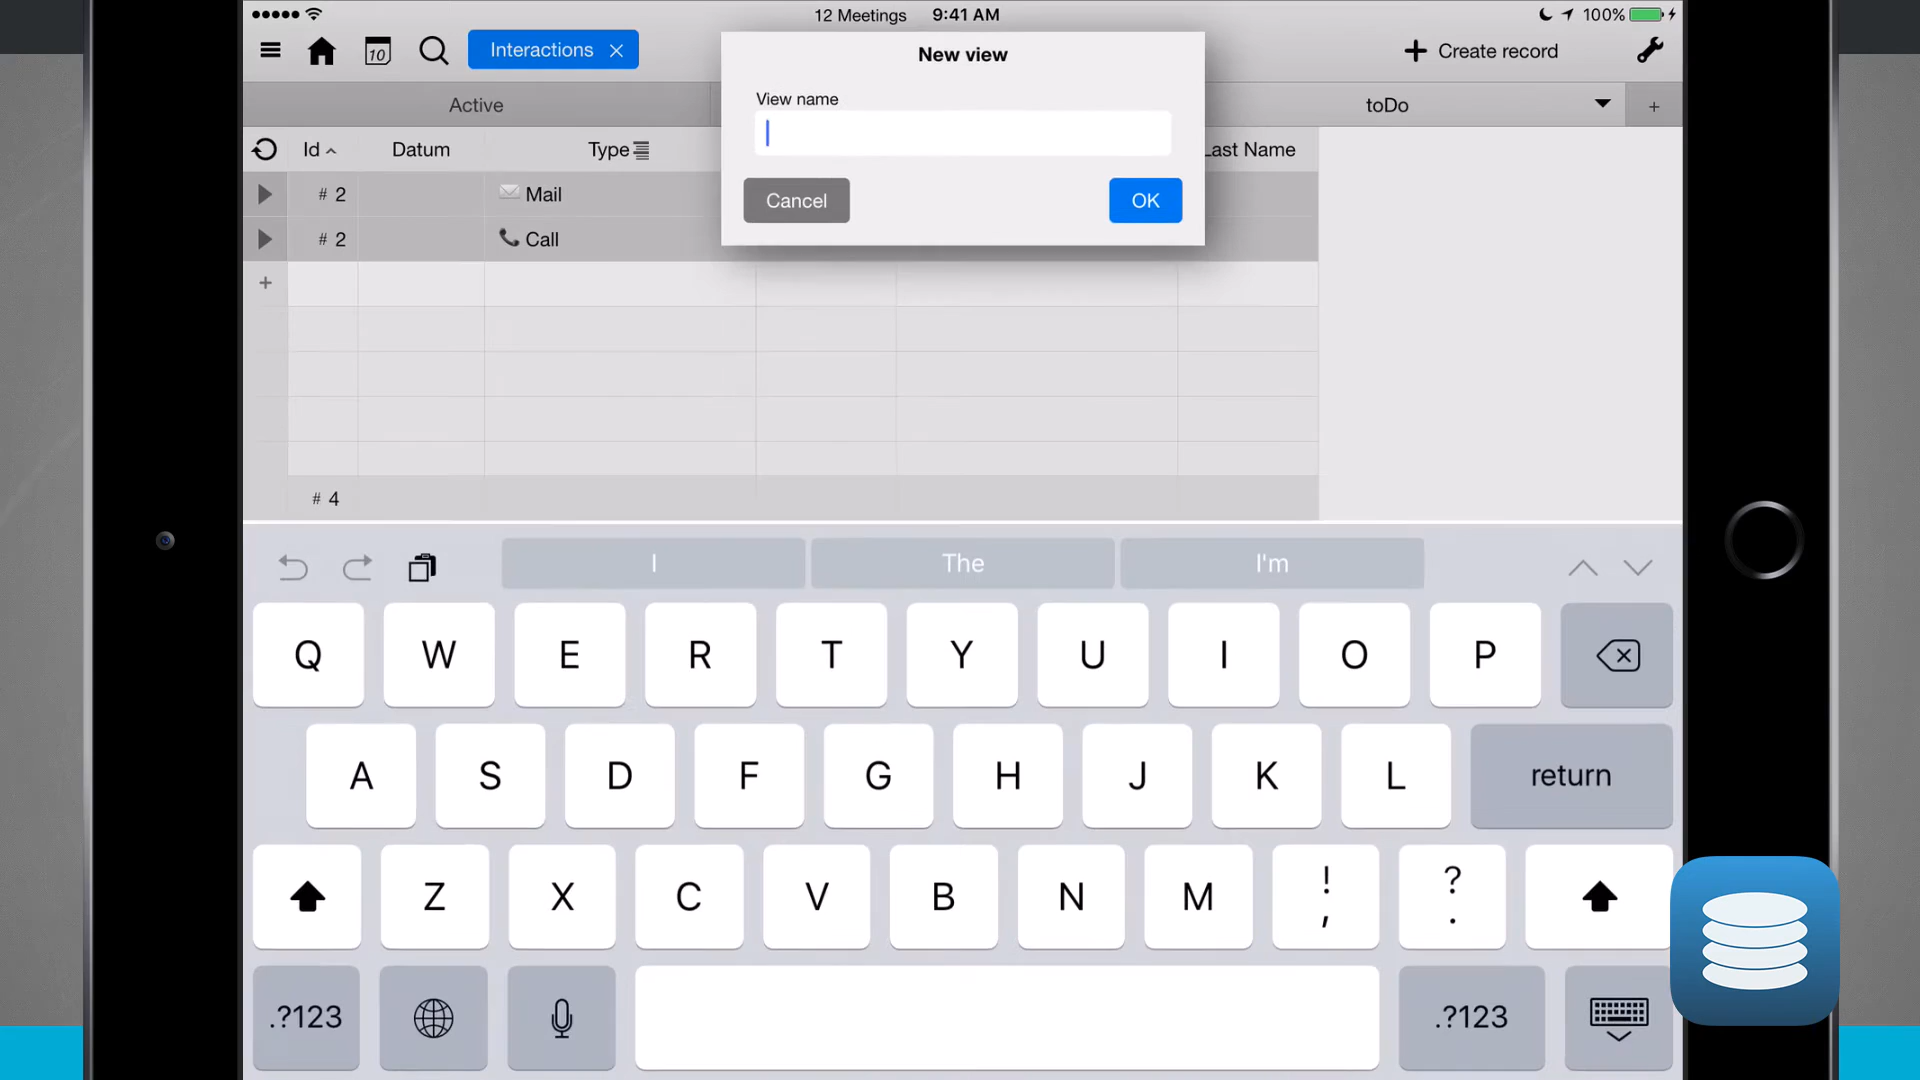 12 Meetings 9:41 AM 100%
10 Interactions Create record
New view
View name
Cancel OK
Active toDo +
Id Datum Type Last Name
# 2 Mail
# 2 Call
+
# 4
I The I'm
Q W E R T Y U I O P
A S D F G H J K L return
Z X C V B N M ! , ? .
.?123 .?123